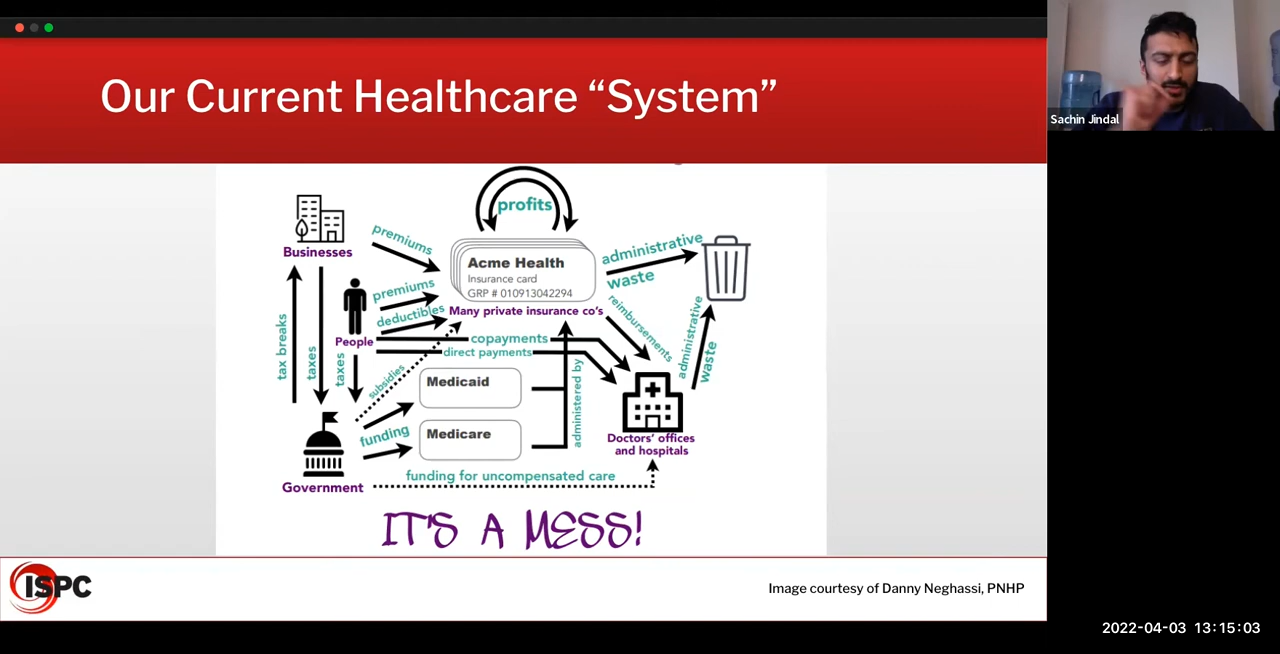 Our Current Healthcare “System”
Sachin Jindal
profits
Businesses
premiums
Acme Health
Insurance card
GRP # 010913042294
administrative
waste
premiums
deductibles
Many private insurance co's
reimbursements
People
copayments
direct payments
tax breaks
taxes
taxes
subsidies
Medicaid
administered by
administrative
waste
Medicare
funding
Doctors' offices
and hospitals
Government
funding for uncompensated care
IT'S A MESS!
ISPC
Image courtesy of Danny Neghassi, PNHP
2022-04-03 13:15:03